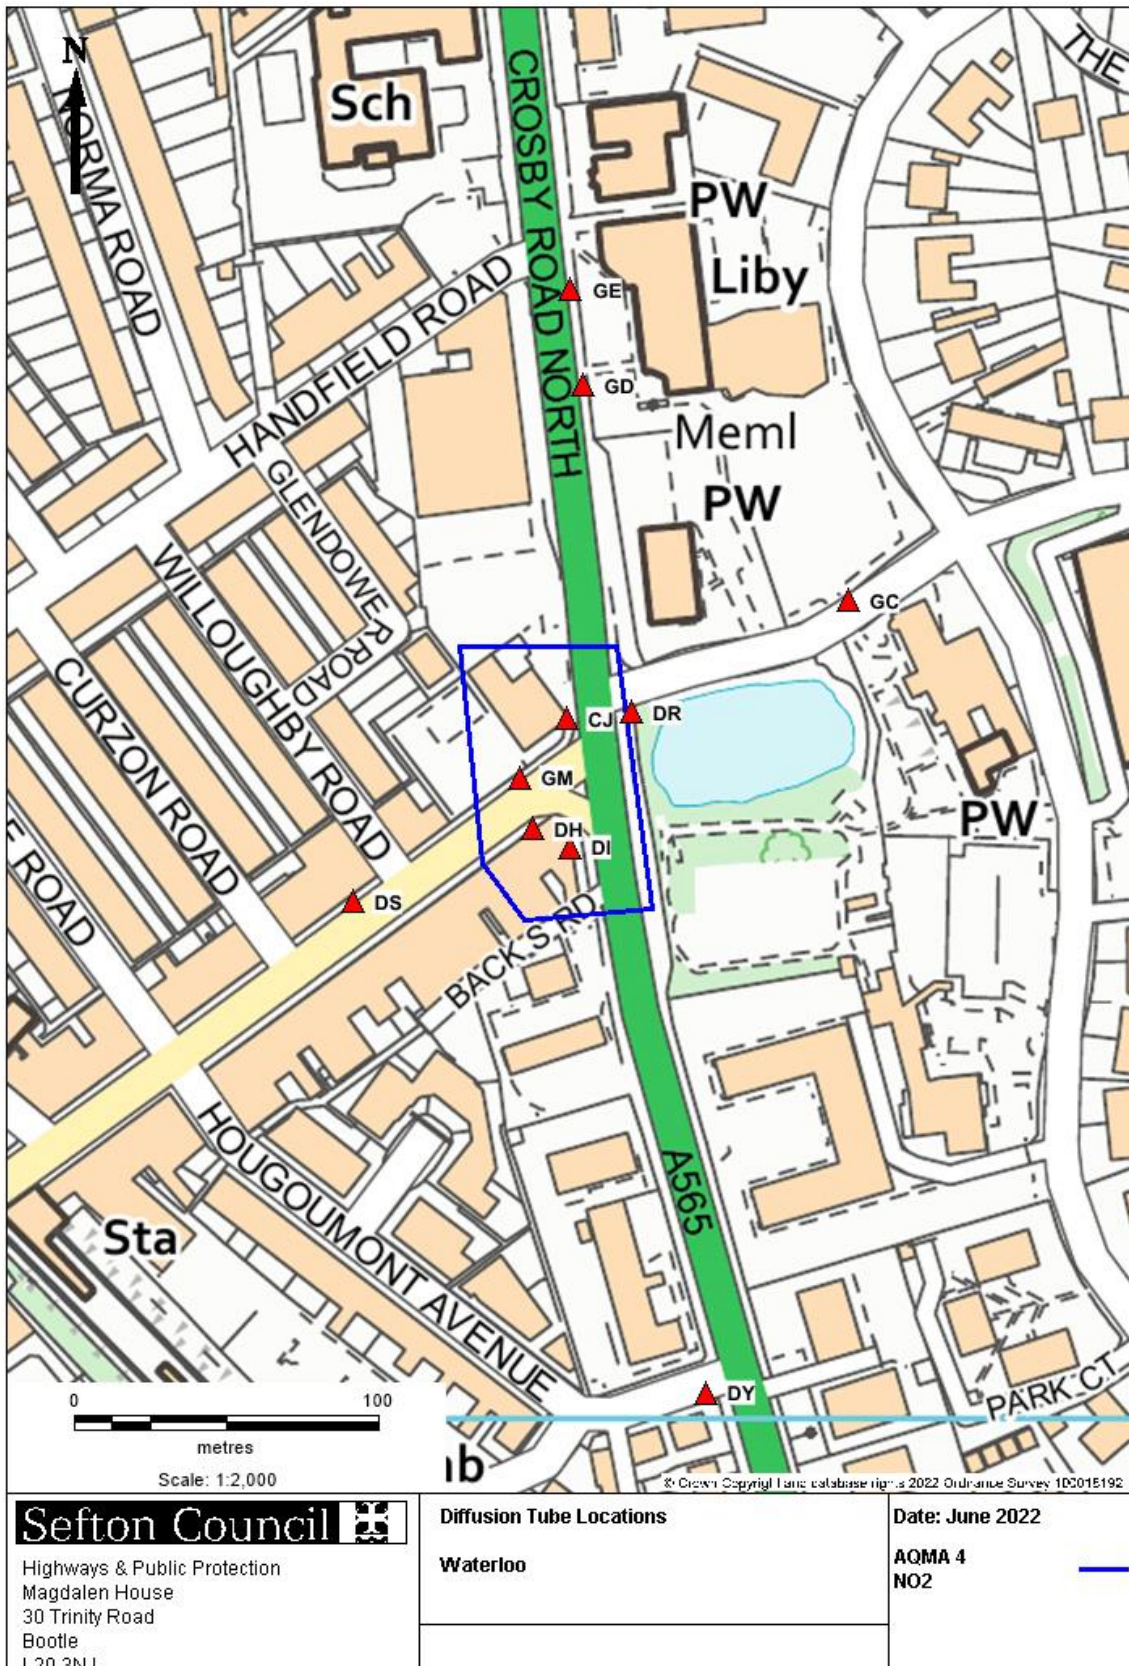 N
NORMA ROAD
Sch
CROSBY ROAD NORTH
THE
PW
Liby
GE
HANDFIELD ROAD
GD
Meml
PW
GLENDOWER ROAD
WILLOUGHBY ROAD
GC
CURZON ROAD
CJ
DR
GM
DH
DI
PW
E ROAD
DS
BACK S RD
A565
HOUGOUMONT AVENUE
Sta
DY
PARK CT
0 100
metres
Scale: 1:2,000
© Crown Copyright and database rights 2022 Ordnance Survey 100018192
Sefton Council
Highways & Public Protection
Magdalen House
30 Trinity Road
Bootle
Diffusion Tube Locations
Waterloo
Date: June 2022
AQMA 4
NO2